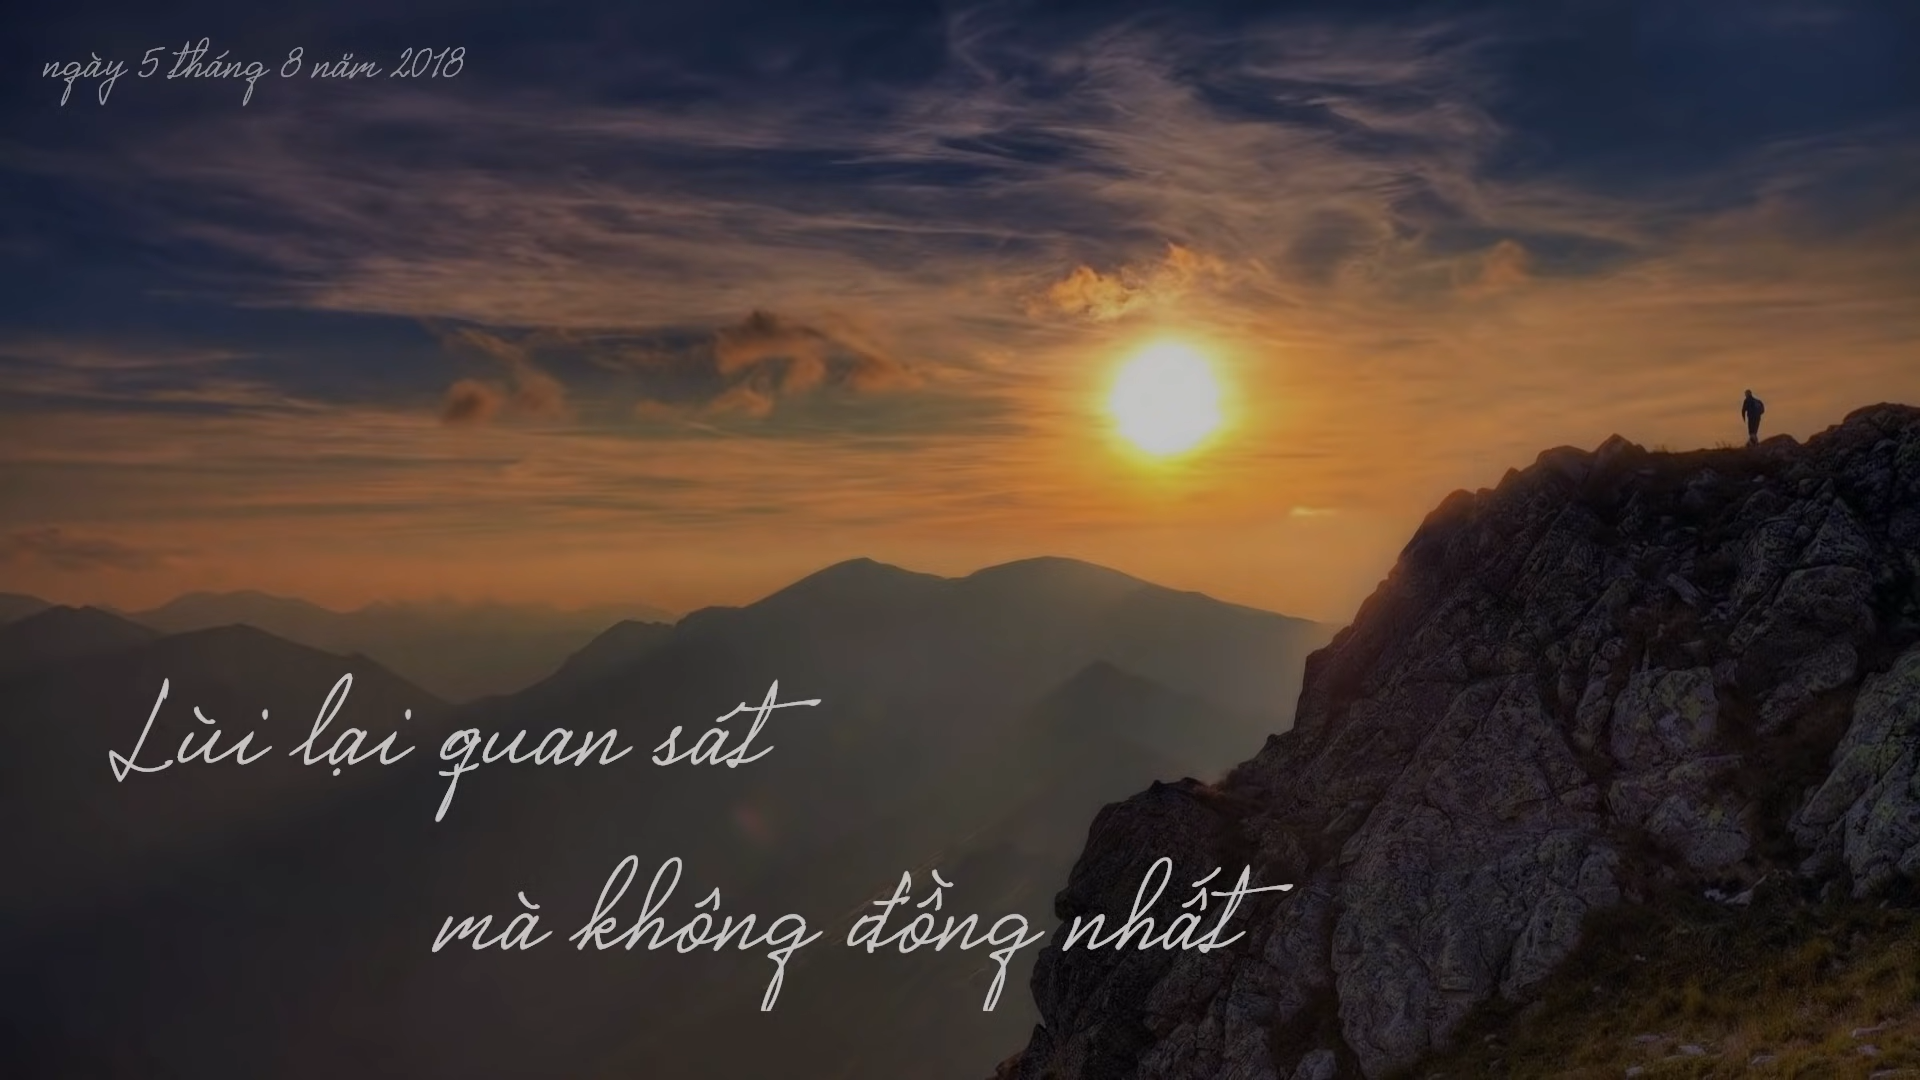 ngày 5 tháng 8 năm 2018
Lùi lại quan sát
mà không đồng nhất